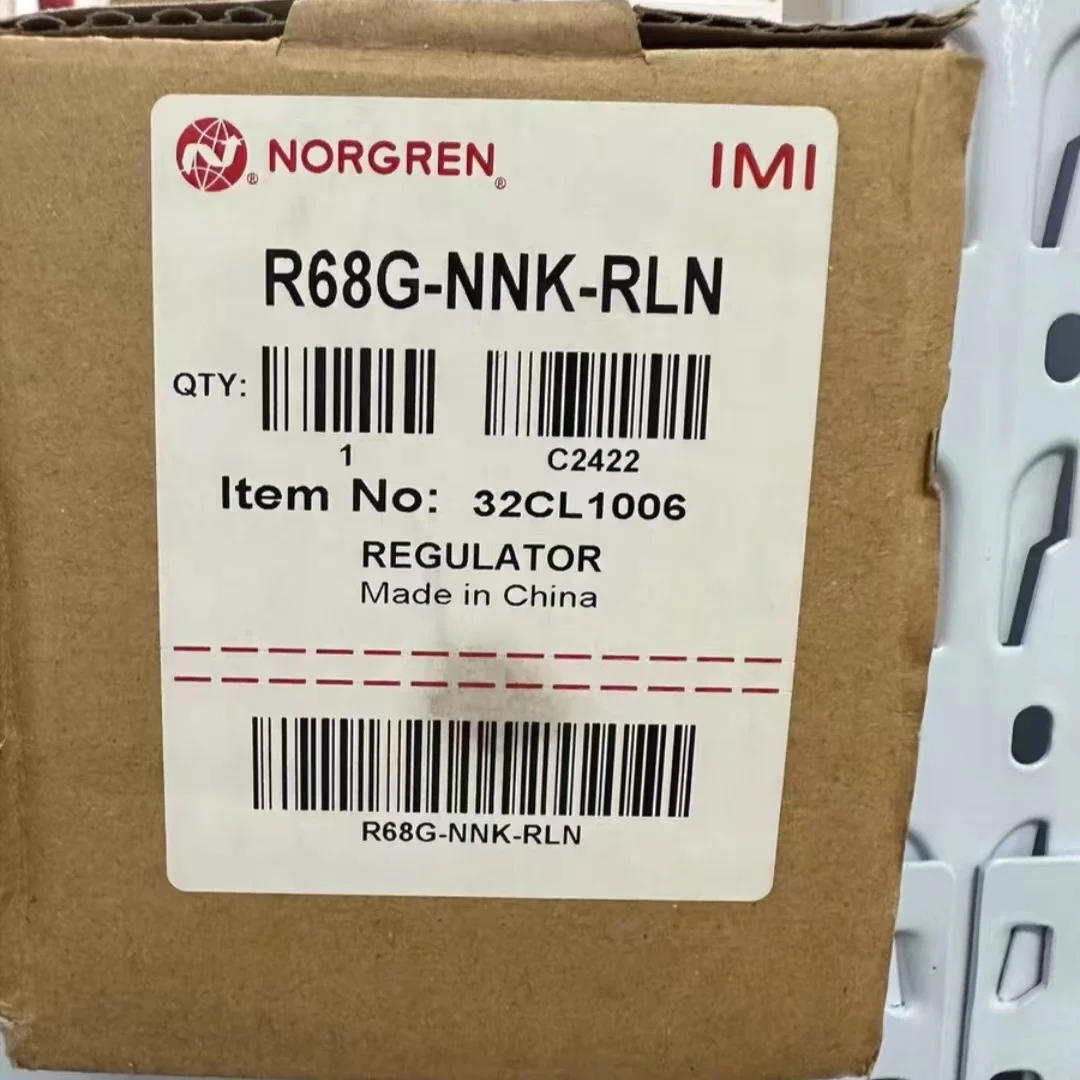 NORGREN® IMI
R68G-NNK-RLN
QTY:
1 C2422
Item No: 32CL1006
REGULATOR
Made in China
R68G-NNK-RLN